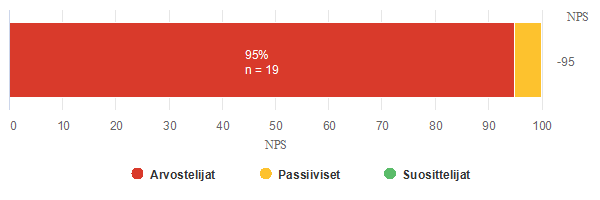 NPS
95%
n = 19
-95
0 10 20 30 40 50 60 70 80 90 100
NPS
Arvostelijat Passiiviset Suosittelijat